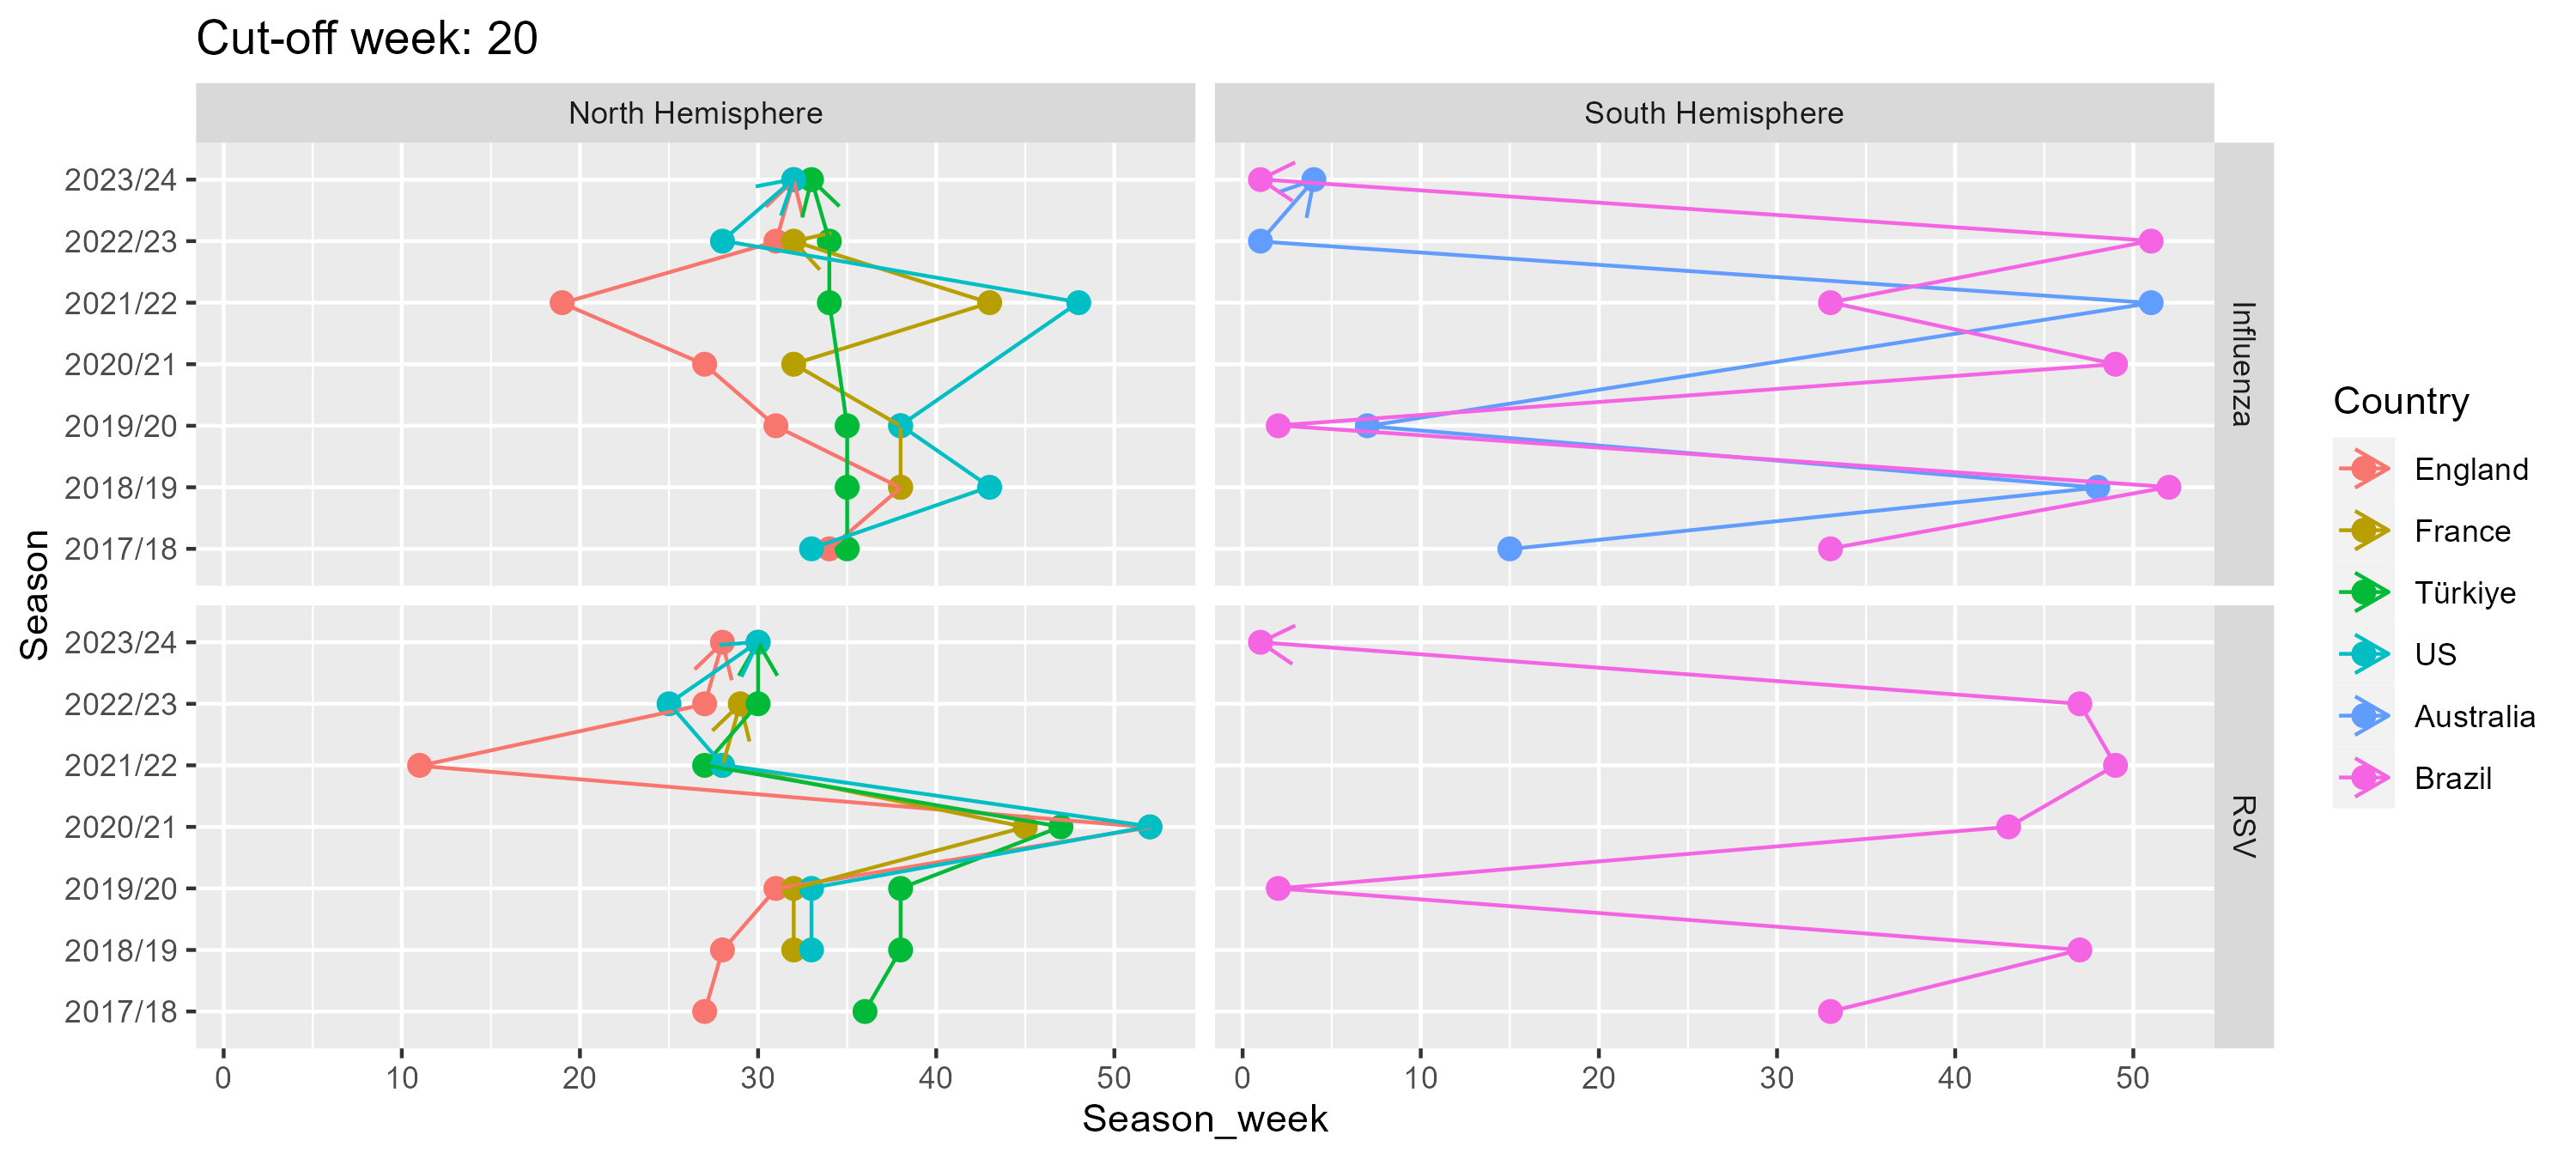 Cut-off week: 20
North Hemisphere
South Hemisphere
2023/24
2022/23
2021/22
2020/21
2019/20
2018/19
2017/18
Influenza
2023/24
2022/23
2021/22
2020/21
2019/20
2018/19
2017/18
RSV
Season
0 10 20 30 40 50
0 10 20 30 40 50
Season_week
Country
England
France
Türkiye
US
Australia
Brazil